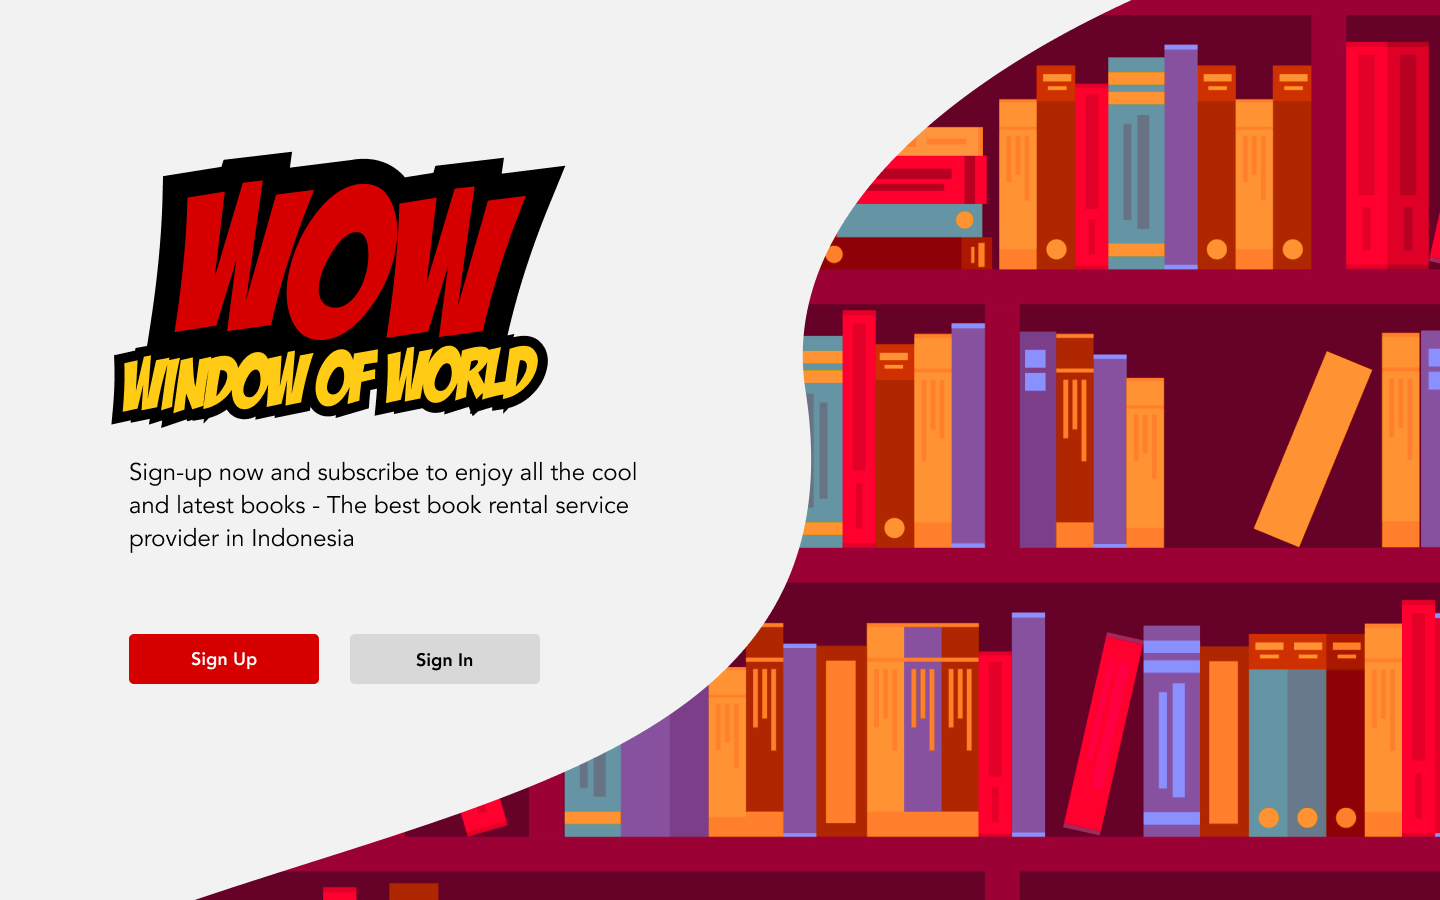 WOW
WINDOW OF WORLD
Sign-up now and subscribe to enjoy all the cool
and latest books - The best book rental service
provider in Indonesia
Sign Up
Sign In